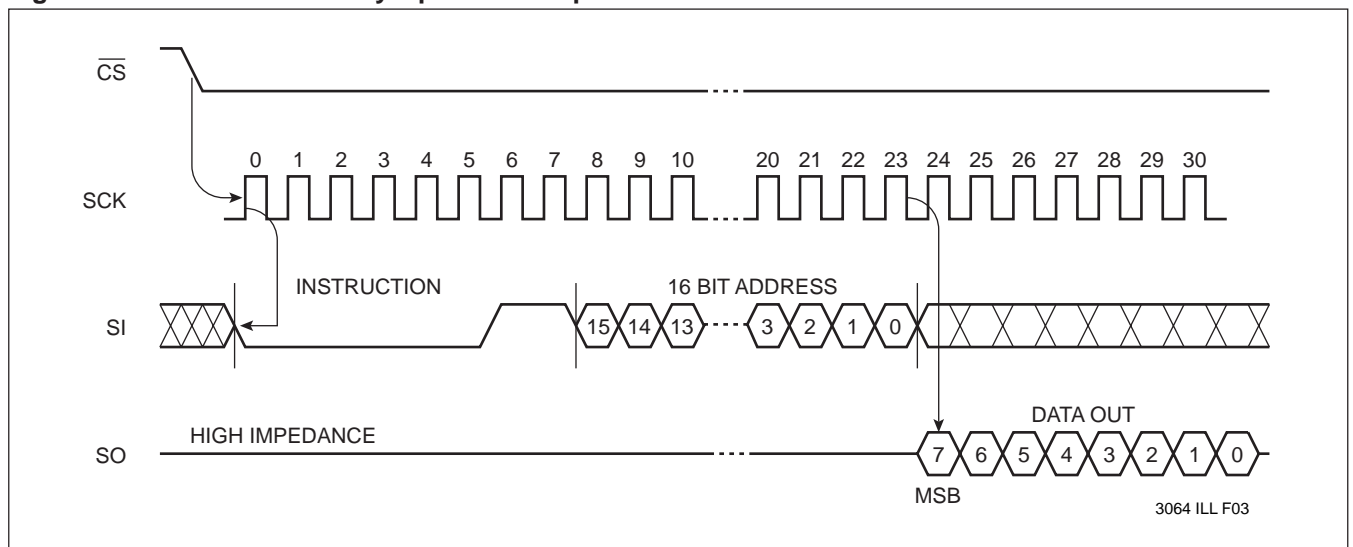 CS
0 1 2 3 4 5 6 7 8 9 10 20 21 22 23 24 25 26 27 28 29 30
SCK
INSTRUCTION 16 BIT ADDRESS
SI 15 14 13 3 2 1 0
HIGH IMPEDANCE DATA OUT
SO 7 6 5 4 3 2 1 0
MSB
3064 ILL F03